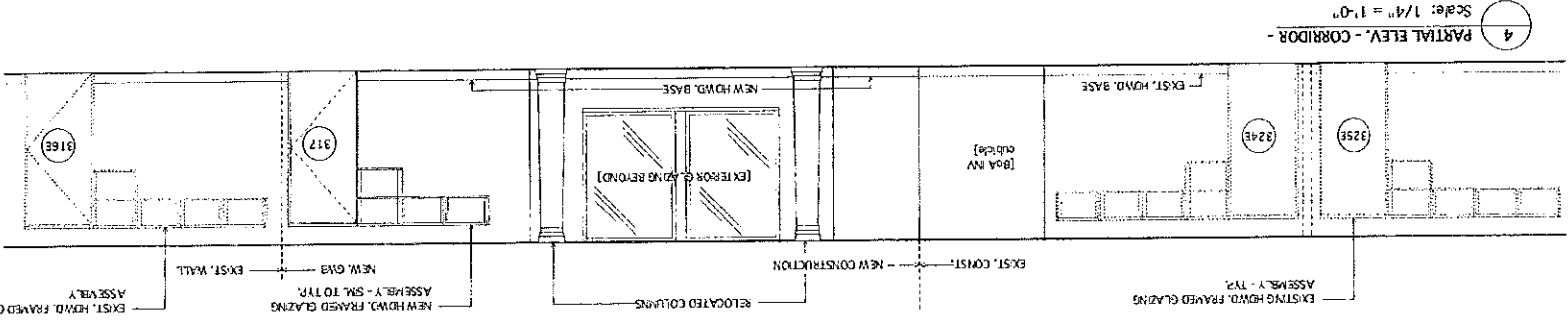 EXISTING HDWD. FRAMED GLAZING
ASSEMBLY - TYP.
RELOCATED COLUMNS
NEW HDWD. FRAMED GLAZING
ASSEMBLY - SIM. TO TYP.
EXIST. HDWD. FRAMED
ASSEMBLY
EXIST. CONST.
NEW CONSTRUCTION
NEW. GWB
EXIST. WALL
325E
324E
[BoA INV
cubicle]
[EXTERIOR GLAZING BEYOND]
317
316E
EXIST. HDWD. BASE
NEW HDWD. BASE
4
PARTIAL ELEV. - CORRIDOR -
Scale: 1/4" = 1'-0"